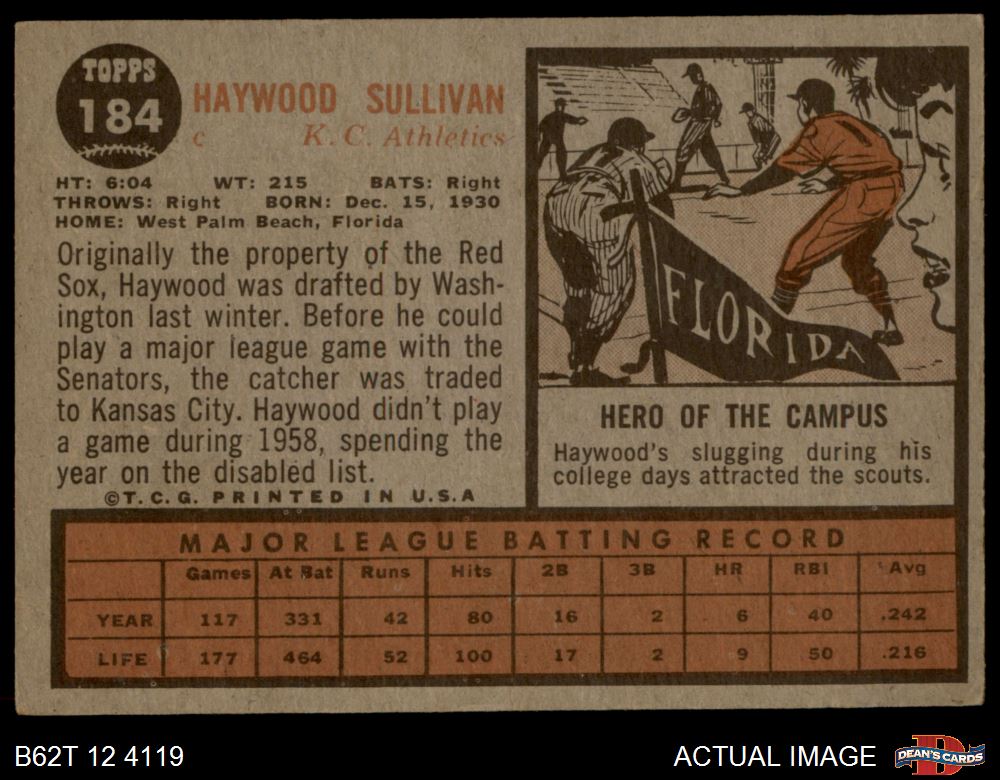 TOPPS
184
HAYWOOD SULLIVAN
c K. C. Athletics
HT: 6:04 WT: 215 BATS: Right
THROWS: Right BORN: Dec. 15, 1930
HOME: West Palm Beach, Florida
Originally the property of the Red
Sox, Haywood was drafted by Wash-
ington last winter. Before he could
play a major league game with the
Senators, the catcher was traded
to Kansas City. Haywood didn't play
a game during 1958, spending the
year on the disabled list.
©T. C. G. PRINTED IN U.S.A
FLORIDA
HERO OF THE CAMPUS
Haywood's slugging during his
college days attracted the scouts.
MAJOR LEAGUE BATTING RECORD
Games At Bat Runs Hits 2B 3B HR RBI Avg
YEAR 117 331 42 80 16 2 6 40 .242
LIFE 177 464 52 100 17 2 9 50 .216
B62T 12 4119
ACTUAL IMAGE
D
DEAN'S CARDS